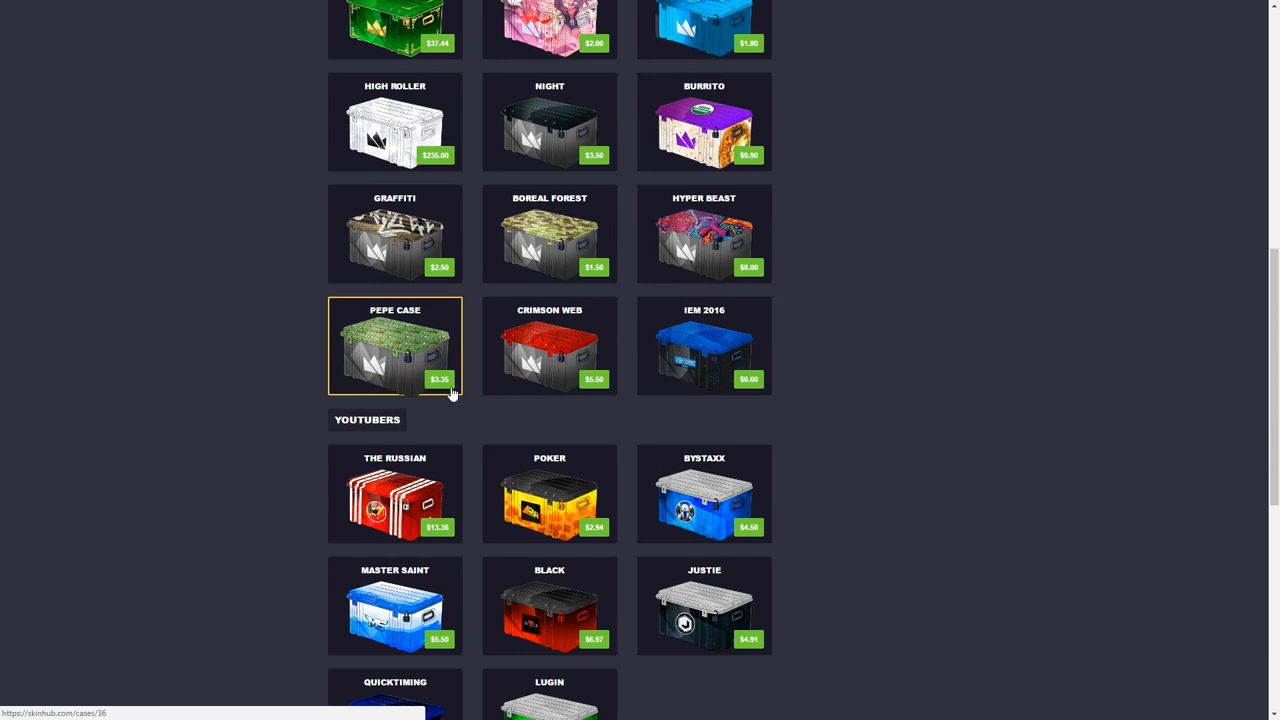 $37.44
$2.00
$1.80
HIGH ROLLER
NIGHT
BURRITO
$235.00
$3.50
$0.90
GRAFFITI
BOREAL FOREST
HYPER BEAST
$2.50
$1.50
$8.00
PEPE CASE
CRIMSON WEB
IEM 2016
$3.35
$5.50
$0.60
YOUTUBERS
THE RUSSIAN
POKER
BYSTAXX
$13.36
$2.94
$4.50
MASTER SAINT
BLACK
JUSTIE
MS
J
$5.50
$6.97
$4.91
QUICKTIMING
LUGIN
https://skinhub.com/cases/36